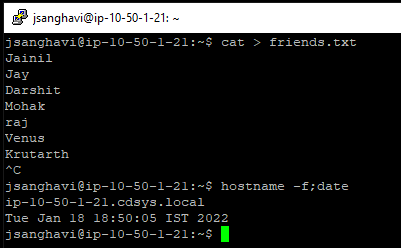 jsanghavi@ip-10-50-1-21: ~
jsanghavi@ip-10-50-1-21:~$ cat > friends.txt
Jainil
Jay
Darshit
Mohak
raj
Venus
Krutarth
^C
jsanghavi@ip-10-50-1-21:~$ hostname -f;date
ip-10-50-1-21.cdsys.local
Tue Jan 18 18:50:05 IST 2022
jsanghavi@ip-10-50-1-21:~$